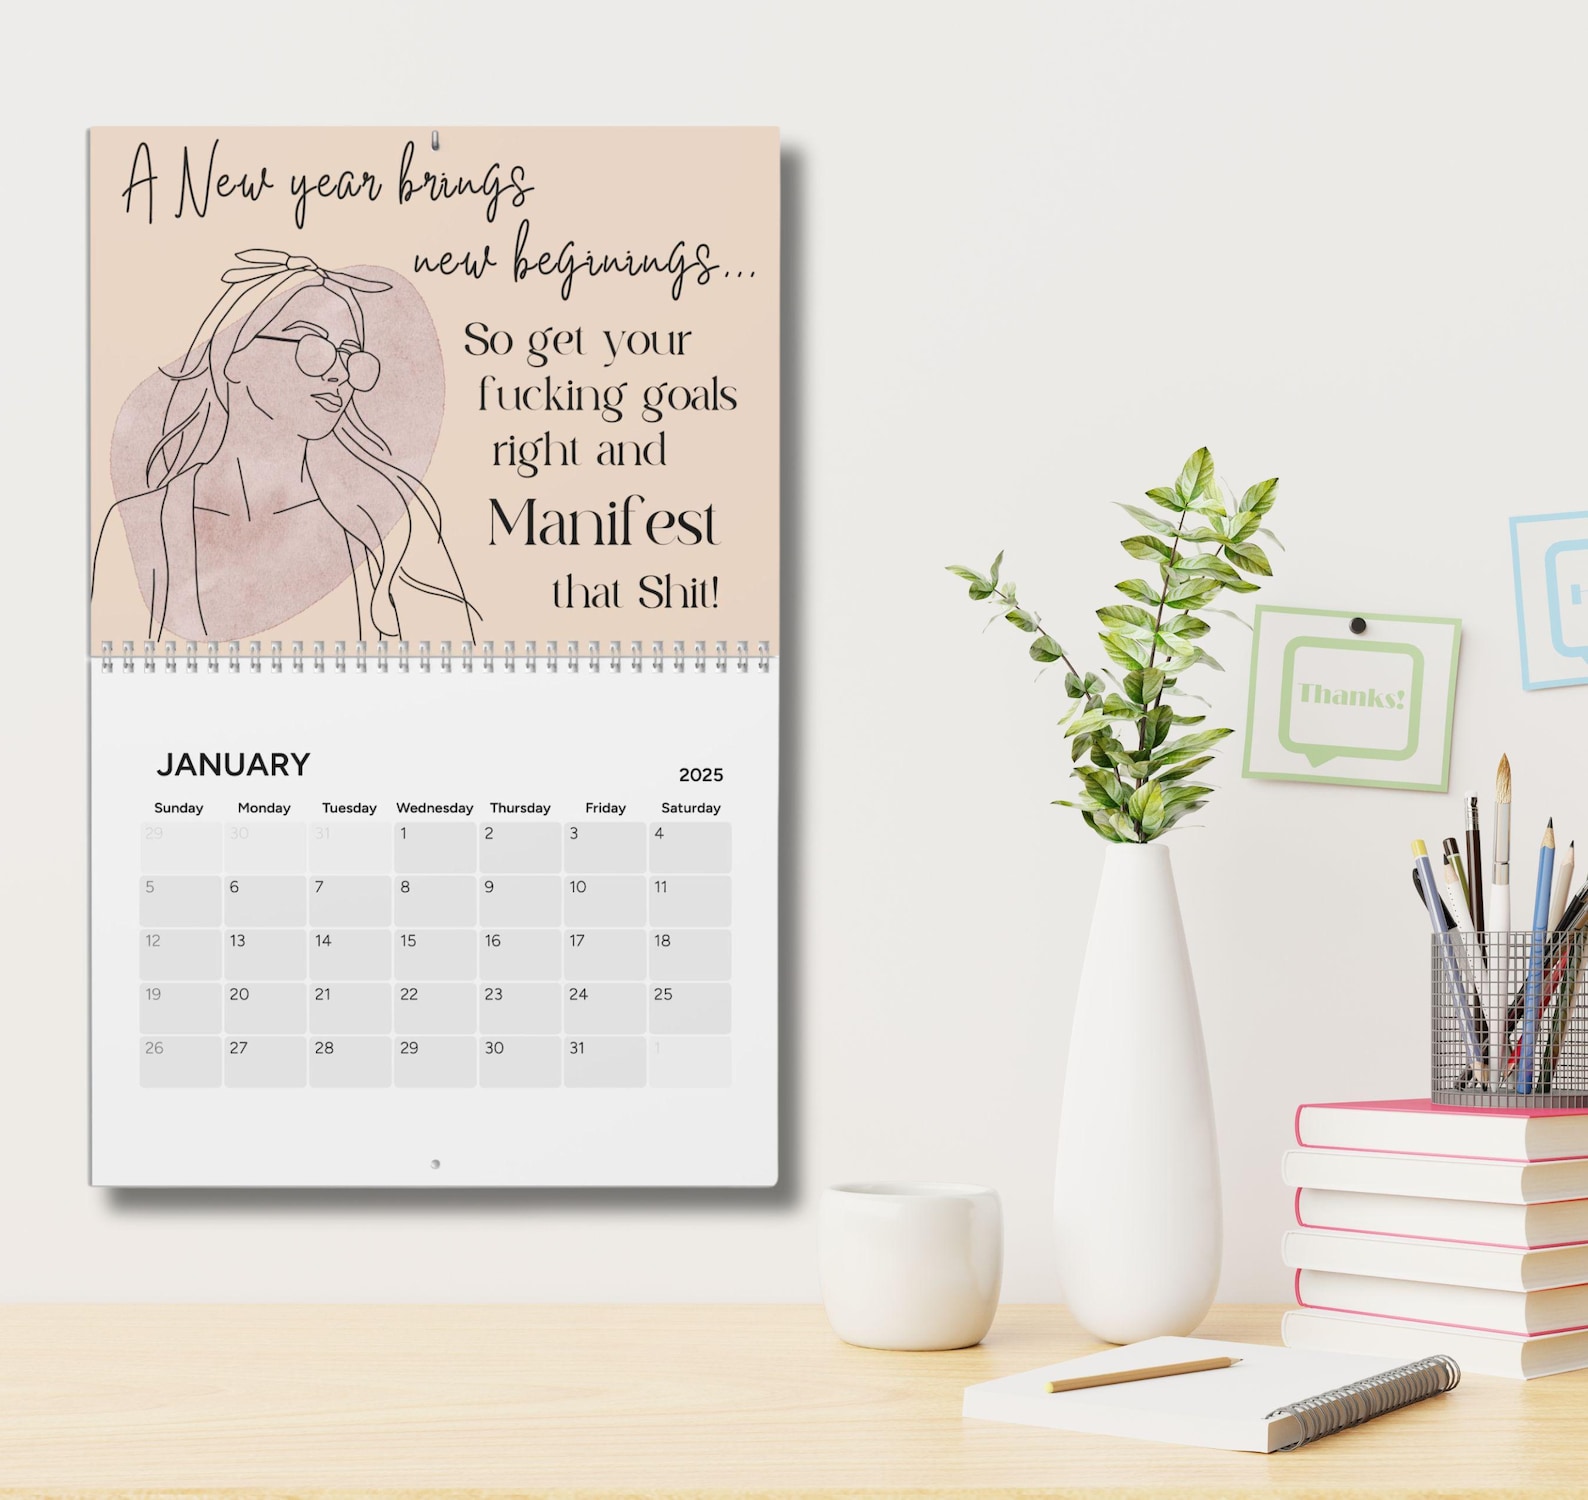 A New year brings
new beginings...
So get your
fucking goals
right and
Manifest
that Shit!
JANUARY
2025
Sunday Monday Tuesday Wednesday Thursday Friday Saturday
29 30 31 1 2 3 4
5 6 7 8 9 10 11
12 13 14 15 16 17 18
19 20 21 22 23 24 25
26 27 28 29 30 31 1
Thanks!